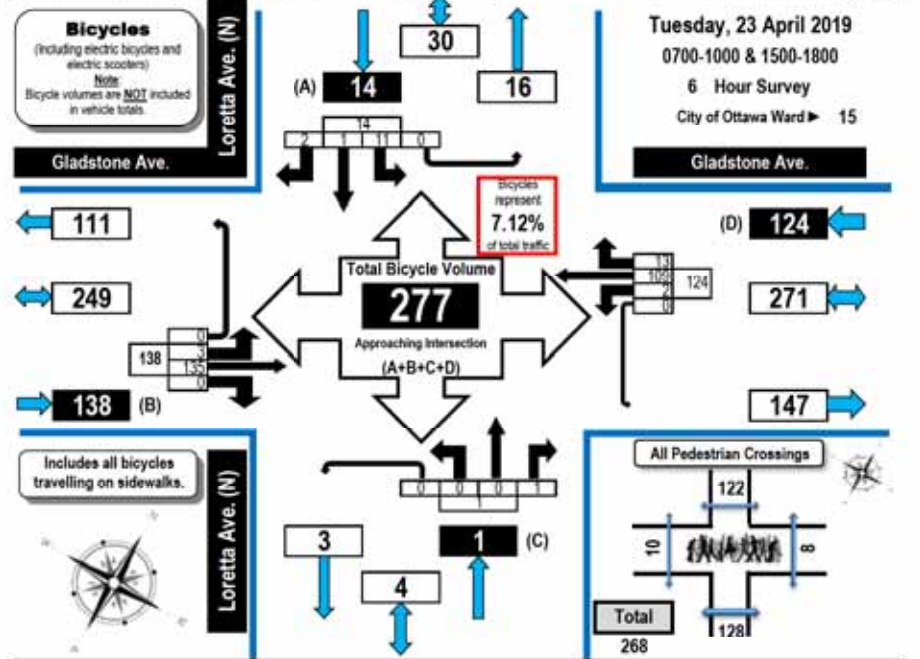 Bicycles
(Including electric bicycles and
electric scooters)
Note:
Bicycle volumes are NOT included
in vehicle totals.
Gladstone Ave.
Loretta Ave. (N)
30
(A) 14
16
14
2 1 11 0
Tuesday, 23 April 2019
0700-1000 & 1500-1800
6 Hour Survey
City of Ottawa Ward ► 15
Gladstone Ave.
Bicycles
represent
7.12%
of total traffic
111
249
138 (B)
0
3
135
0
138
Total Bicycle Volume
277
Approaching Intersection
(A+B+C+D)
(D) 124
271
147
13
109
2
0
124
Includes all bicycles
travelling on sidewalks.
Loretta Ave. (N)
0 0 0 1
1
3
1 (C)
4
All Pedestrian Crossings
122
10
8
128
Total
268